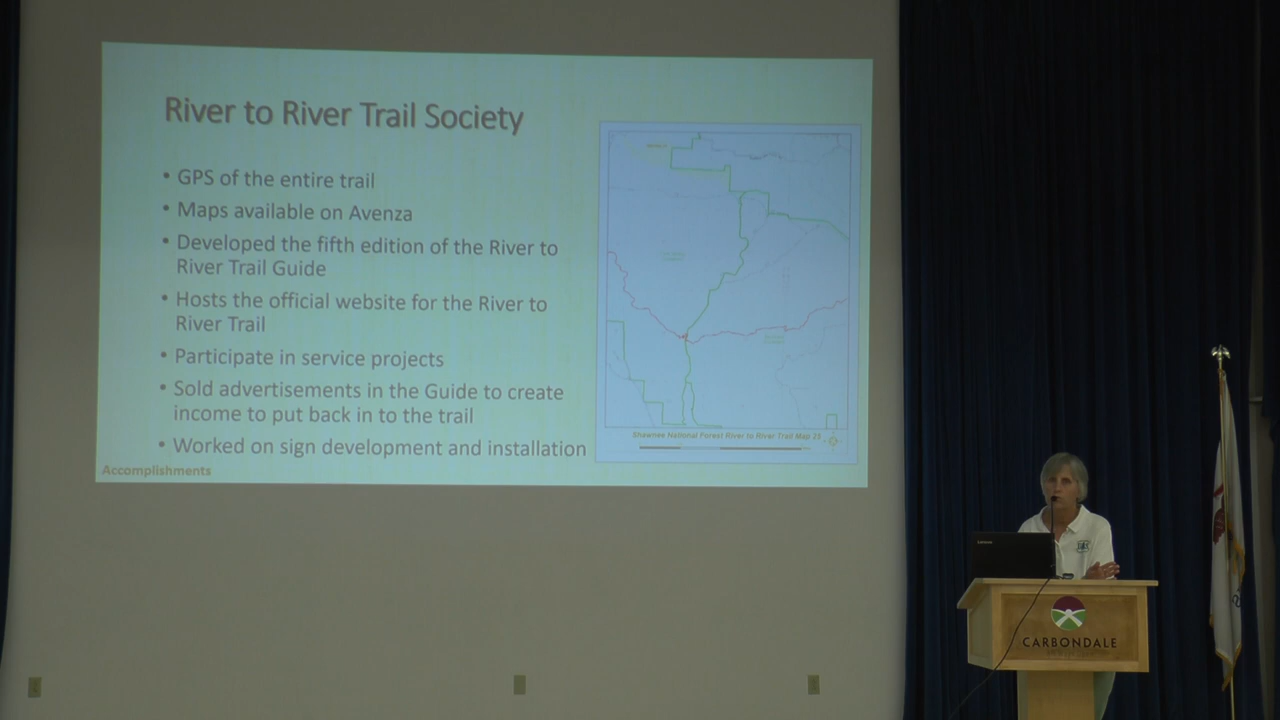 River to River Trail Society
• GPS of the entire trail
• Maps available on Avenza
• Developed the fifth edition of the River to
River Trail Guide
• Hosts the official website for the River to
River Trail
• Participate in service projects
• Sold advertisements in the Guide to create
income to put back in to the trail
• Worked on sign development and installation
Accomplishments
Shawnee National Forest River to River Trail Map 25
CARBONDALE